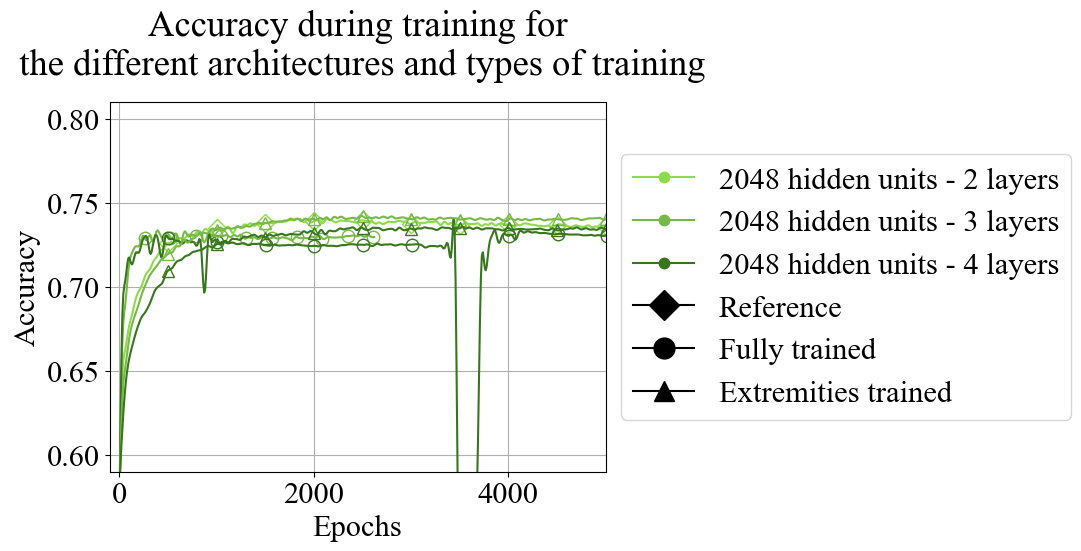 Accuracy during training for
the different architectures and types of training
0.80
0.75
0.70
0.65
0.60
Accuracy
0
2000
4000
Epochs
2048 hidden units - 2 layers
2048 hidden units - 3 layers
2048 hidden units - 4 layers
Reference
Fully trained
Extremities trained